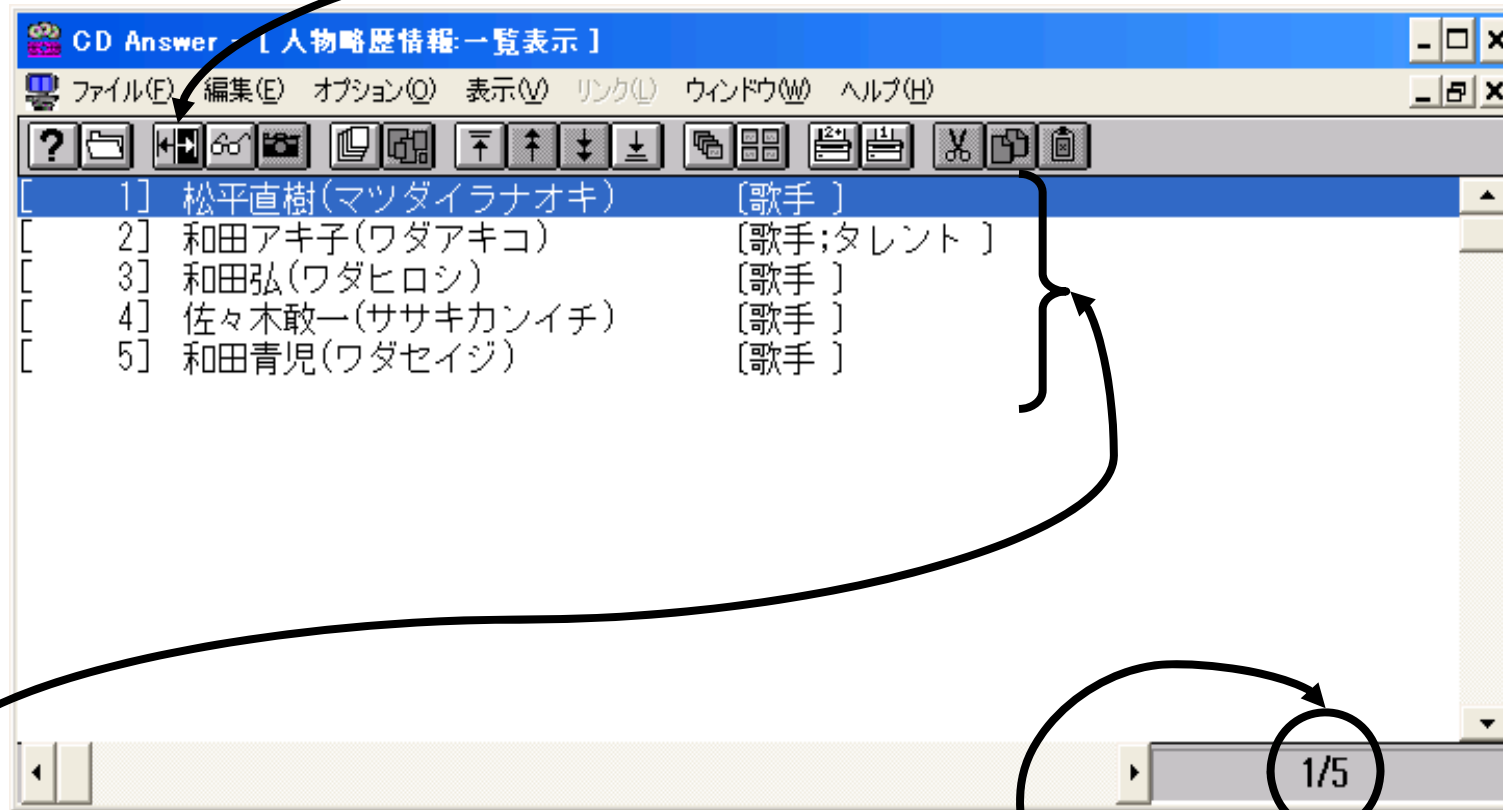 CD Answer - [ 人物略歴情報:一覧表示 ]
ファイル(F) 編集(E) オプション(O) 表示(V) リンク(L) ウィンドウ(W) ヘルプ(H)
[ 1] 松平直樹(マツダイラナオキ) [歌手 ]
[ 2] 和田アキ子(ワダアキコ) [歌手;タレント ]
[ 3] 和田弘(ワダヒロシ) [歌手 ]
[ 4] 佐々木敢一(ササキカンイチ) [歌手 ]
[ 5] 和田青児(ワダセイジ) [歌手 ]
1/5